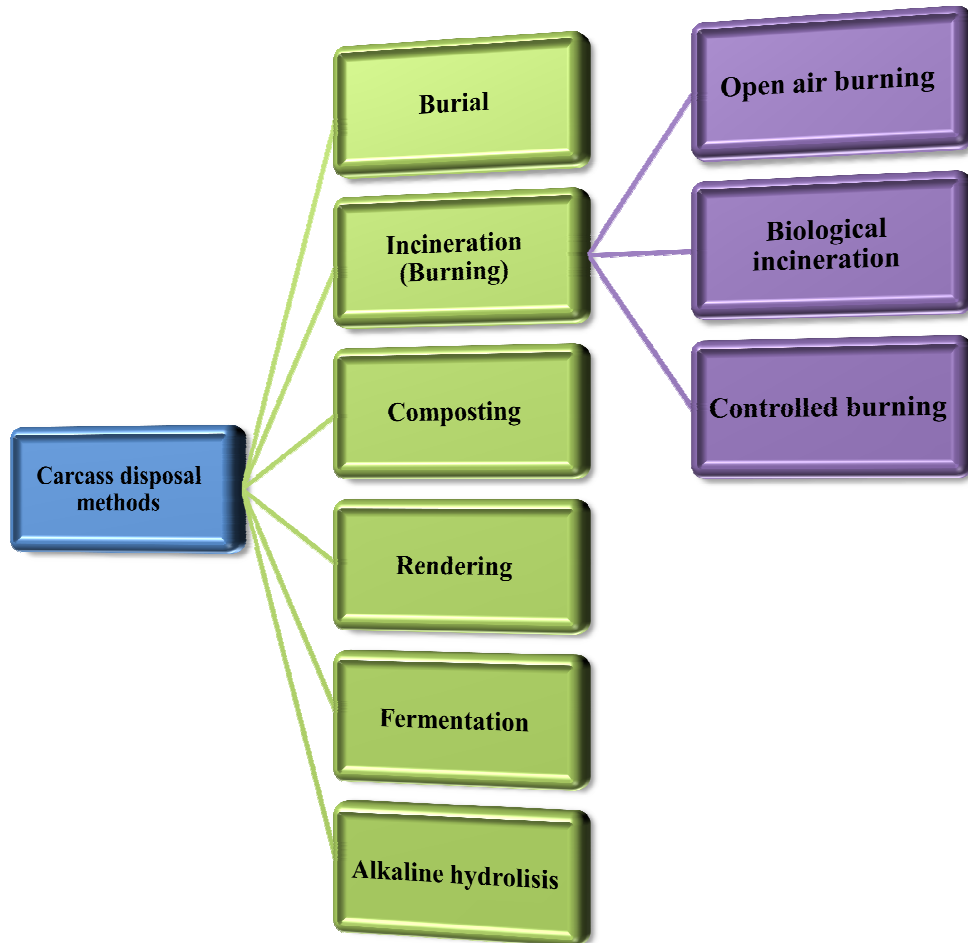 Carcass disposal
methods
Burial
Incineration
(Burning)
Composting
Rendering
Fermentation
Alkaline hydrolisis
Open air burning
Biological
incineration
Controlled burning